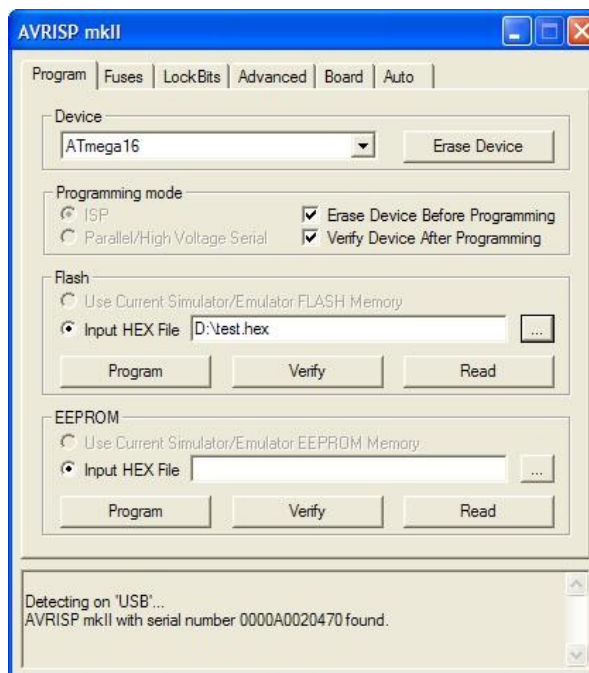 AVRISP mkII
Program Fuses LockBits Advanced Board Auto
Device
ATmega16 Erase Device
Programming mode
ISP Erase Device Before Programming
Parallel/High Voltage Serial Verify Device After Programming
Flash
Use Current Simulator/Emulator FLASH Memory
Input HEX File D:\test.hex ...
Program Verify Read
EEPROM
Use Current Simulator/Emulator EEPROM Memory
Input HEX File ...
Program Verify Read
Detecting on 'USB'...
AVRISP mkII with serial number 0000A0020470 found.